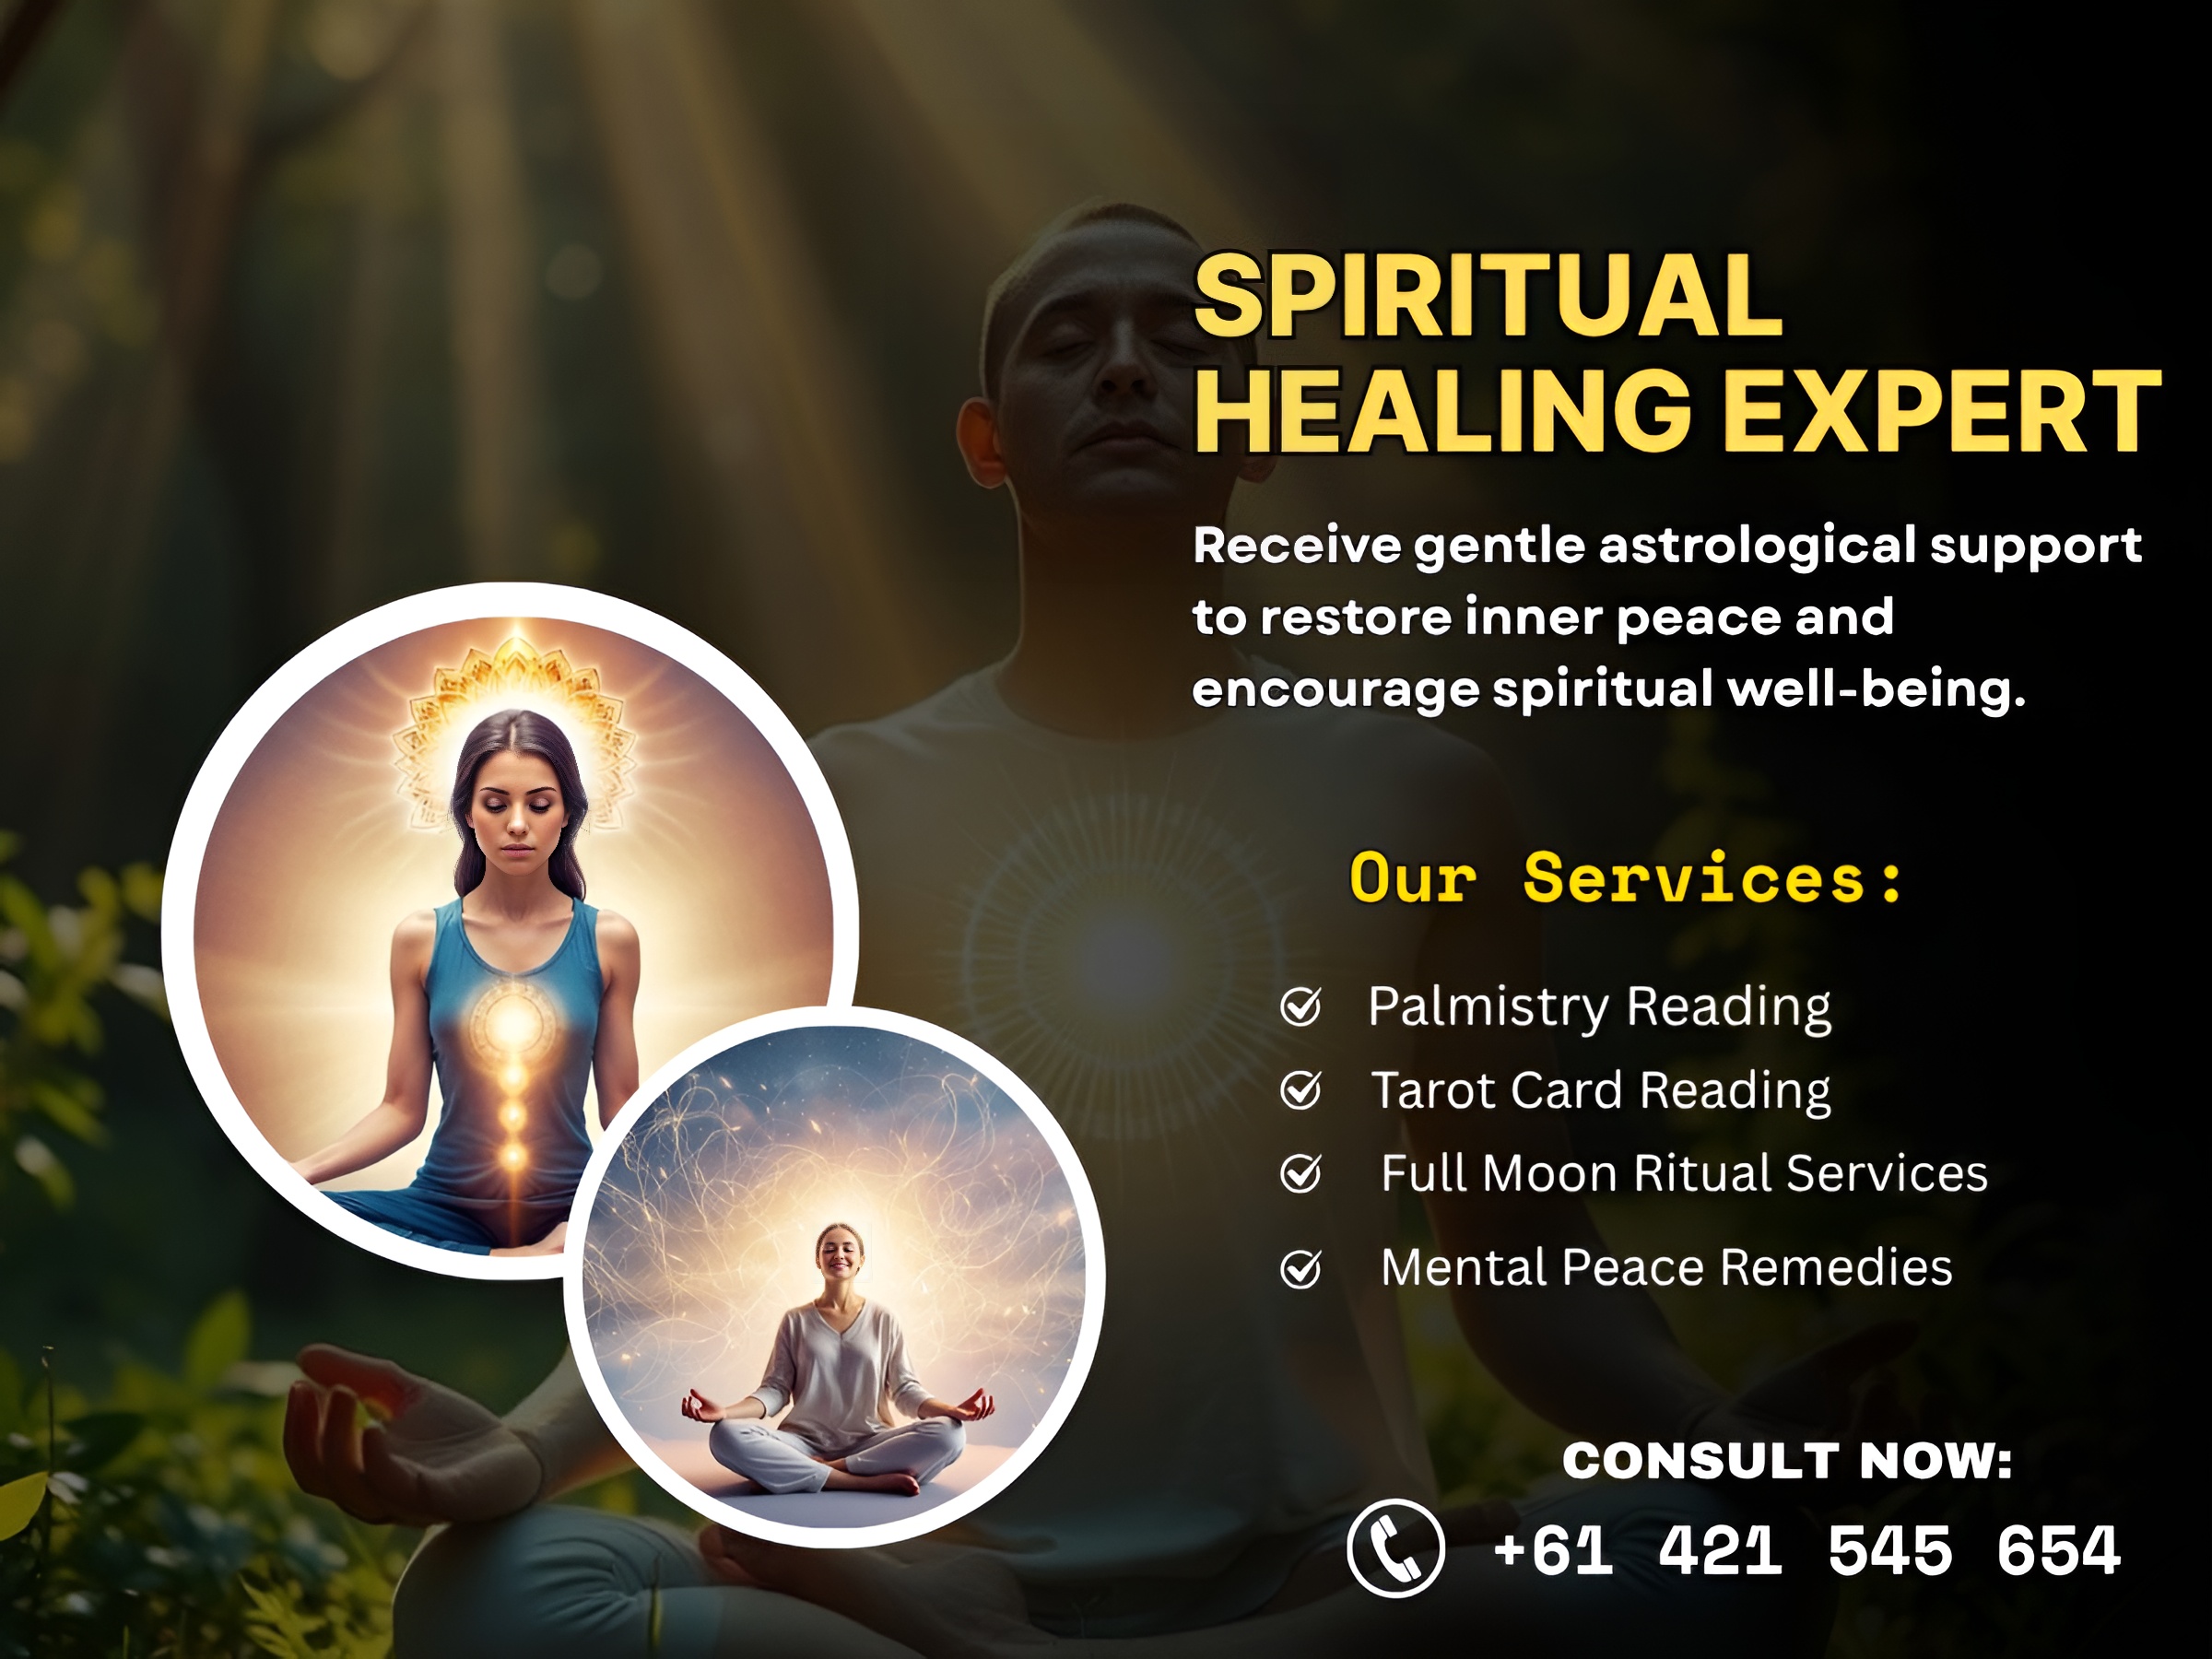 SPIRITUAL
HEALING EXPERT
Receive gentle astrological support
to restore inner peace and
encourage spiritual well-being.
Our Services:
Palmistry Reading
Tarot Card Reading
Full Moon Ritual Services
Mental Peace Remedies
CONSULT NOW:
+61 421 545 654